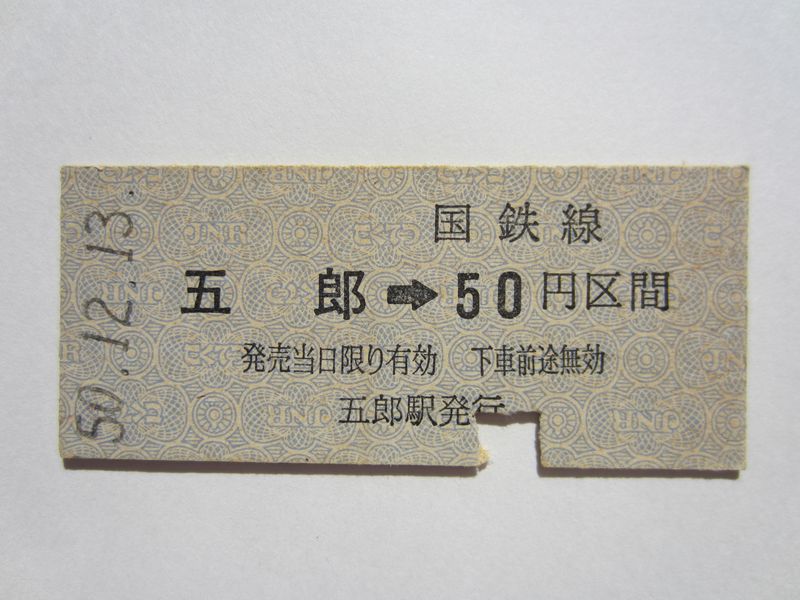 50.12.13.
国鉄線
五郎➡50円区間
発売当日限り有効 下車前途無効
五郎駅発行